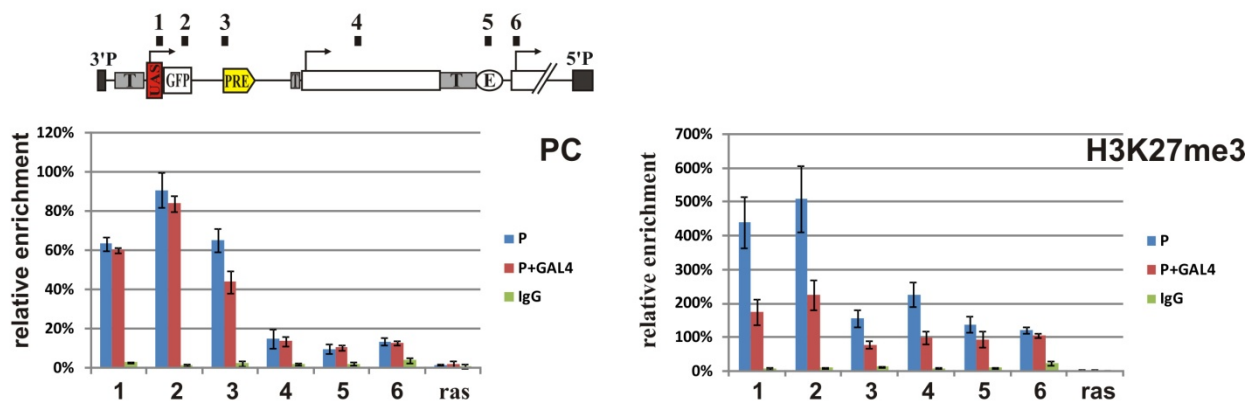 1 2 3 4 5 6
3'P T UAS GFP PRE T E 5'P
PC
relative enrichment
120%
100%
80%
60%
40%
20%
0%
1 2 3 4 5 6 ras
P
P+GAL4
IgG
H3K27me3
relative enrichment
700%
600%
500%
400%
300%
200%
100%
0%
1 2 3 4 5 6 ras
P
P+GAL4
IgG